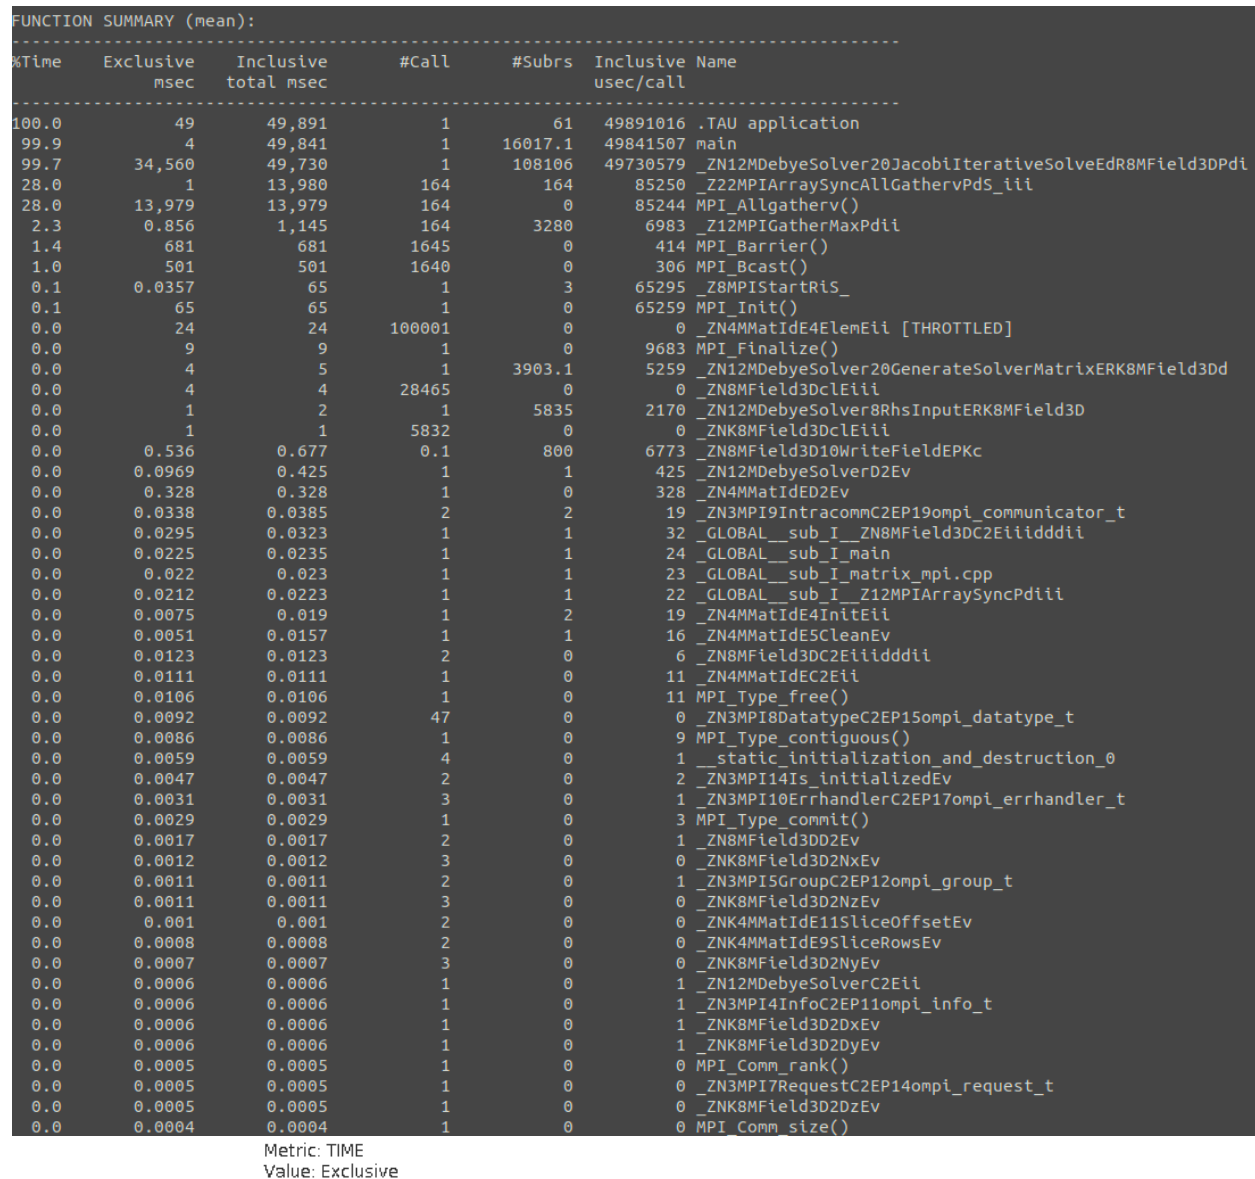 FUNCTION SUMMARY (mean):
---------------------------------------------------------------------------------------
%Time Exclusive Inclusive #Call #Subrs Inclusive Name
msec total msec usec/call
---------------------------------------------------------------------------------------
100.0 49 49,891 1 61 49891016 .TAU application
99.9 4 49,841 1 16017.1 49841507 main
99.7 34,560 49,730 1 108106 49730579 _ZN12MDebyeSolver20JacobiIterativeSolveEdR8MField3DPdi
28.0 1 13,980 164 164 85250 _Z22MPIArraySyncAllGathervPdS_iii
28.0 13,979 13,979 164 0 85244 MPI_Allgatherv()
2.3 0.856 1,145 164 3280 6983 _Z12MPIGatherMaxPdii
1.4 681 681 1645 0 414 MPI_Barrier()
1.0 501 501 1640 0 306 MPI_Bcast()
0.1 0.0357 65 1 3 65295 _Z8MPIStartRiS_
0.1 65 65 1 0 65259 MPI_Init()
0.0 24 24 100001 0 0 _ZN4MMatIdE4ElemEii [THROTTLED]
0.0 9 9 1 0 9683 MPI_Finalize()
0.0 4 5 1 3903.1 5259 _ZN12MDebyeSolver20GenerateSolverMatrixERK8MField3Dd
0.0 4 4 28465 0 0 _ZN8MField3DclEiii
0.0 1 2 1 5835 2170 _ZN12MDebyeSolver8RhsInputERK8MField3D
0.0 1 1 5832 0 0 _ZNK8MField3DclEiii
0.0 0.536 0.677 0.1 800 6773 _ZN8MField3D10WriteFieldEPKc
0.0 0.0969 0.425 1 1 425 _ZN12MDebyeSolverD2Ev
0.0 0.328 0.328 1 0 328 _ZN4MMatIdED2Ev
0.0 0.0338 0.0385 2 2 19 _ZN3MPI9IntracommC2EP19ompi_communicator_t
0.0 0.0295 0.0323 1 1 32 _GLOBAL__sub_I__ZN8MField3DC2Eiiidddii
0.0 0.0225 0.0235 1 1 24 _GLOBAL__sub_I_main
0.0 0.022 0.023 1 1 23 _GLOBAL__sub_I_matrix_mpi.cpp
0.0 0.0212 0.0223 1 1 22 _GLOBAL__sub_I__Z12MPIArraySyncPdiii
0.0 0.0075 0.019 1 2 19 _ZN4MMatIdE4InitEii
0.0 0.0051 0.0157 1 1 16 _ZN4MMatIdE5CleanEv
0.0 0.0123 0.0123 2 0 6 _ZN8MField3DC2Eiiidddii
0.0 0.0111 0.0111 1 0 11 _ZN4MMatIdEC2Eii
0.0 0.0106 0.0106 1 0 11 MPI_Type_free()
0.0 0.0092 0.0092 47 0 0 _ZN3MPI8DatatypeC2EP15ompi_datatype_t
0.0 0.0086 0.0086 1 0 9 MPI_Type_contiguous()
0.0 0.0059 0.0059 4 0 1 __static_initialization_and_destruction_0
0.0 0.0047 0.0047 2 0 2 _ZN3MPI14Is_initializedEv
0.0 0.0031 0.0031 3 0 1 _ZN3MPI10ErrhandlerC2EP17ompi_errhandler_t
0.0 0.0029 0.0029 1 0 3 MPI_Type_commit()
0.0 0.0017 0.0017 2 0 1 _ZN8MField3DD2Ev
0.0 0.0012 0.0012 3 0 0 _ZNK8MField3D2NxEv
0.0 0.0011 0.0011 2 0 1 _ZN3MPI5GroupC2EP12ompi_group_t
0.0 0.0011 0.0011 3 0 0 _ZNK8MField3D2NzEv
0.0 0.001 0.001 2 0 0 _ZNK4MMatIdE11SliceOffsetEv
0.0 0.0008 0.0008 2 0 0 _ZNK4MMatIdE9SliceRowsEv
0.0 0.0007 0.0007 3 0 0 _ZNK8MField3D2NyEv
0.0 0.0006 0.0006 1 0 1 _ZN12MDebyeSolverC2Eii
0.0 0.0006 0.0006 1 0 1 _ZN3MPI4InfoC2EP11ompi_info_t
0.0 0.0006 0.0006 1 0 1 _ZNK8MField3D2DxEv
0.0 0.0006 0.0006 1 0 1 _ZNK8MField3D2DyEv
0.0 0.0005 0.0005 1 0 0 MPI_Comm_rank()
0.0 0.0005 0.0005 1 0 0 _ZN3MPI7RequestC2EP14ompi_request_t
0.0 0.0005 0.0005 1 0 0 _ZNK8MField3D2DzEv
0.0 0.0004 0.0004 1 0 0 MPI_Comm_size()
Metric: TIME
Value: Exclusive